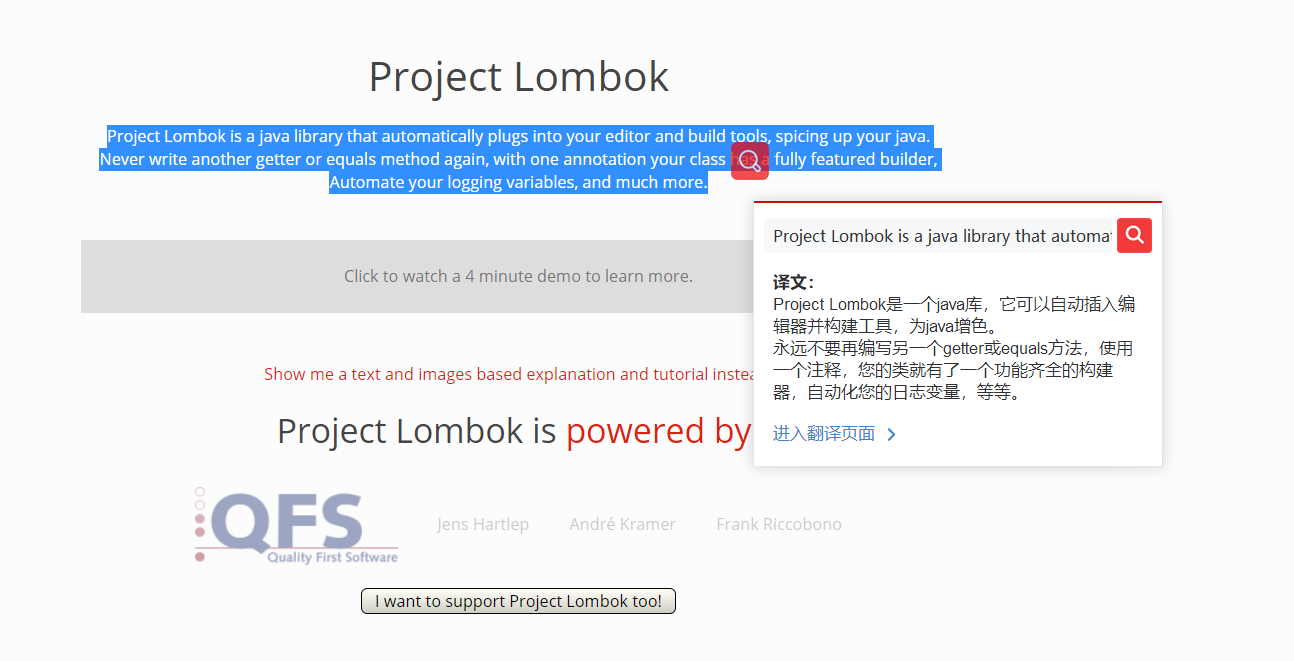 Project Lombok
Project Lombok is a java library that automatically plugs into your editor and build tools, spicing up your java.
Never write another getter or equals method again, with one annotation your class has a fully featured builder,
Automate your logging variables, and much more.
Project Lombok is a java library that automa
译文：
Project Lombok是一个java库，它可以自动插入编
辑器并构建工具，为java增色。
永远不要再编写另一个getter或equals方法，使用
一个注释，您的类就有了一个功能齐全的构建
器，自动化您的日志变量，等等。
进入翻译页面
Click to watch a 4 minute demo to learn more.
Show me a text and images based explanation and tutorial instea
Project Lombok is powered by
QFS
Quality First Software
Jens Hartlep André Kramer Frank Riccobono
I want to support Project Lombok too!